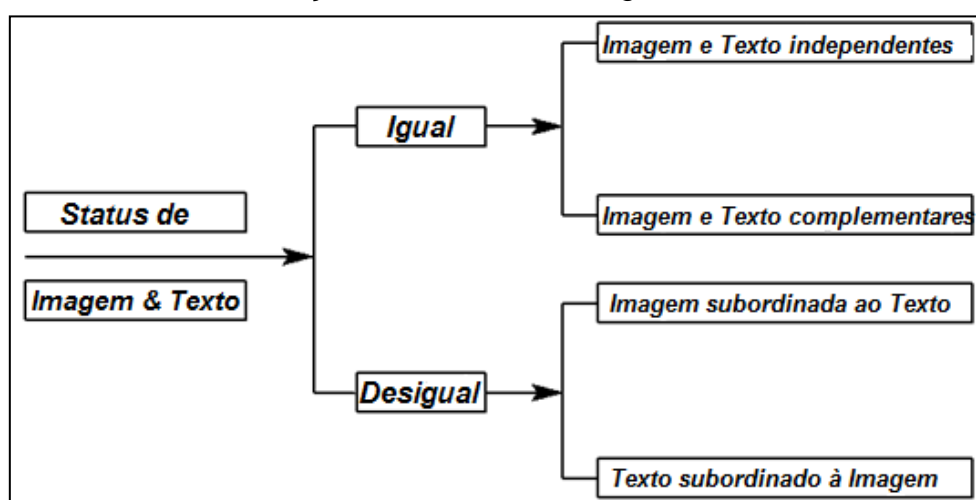 Imagem e Texto independentes
Igual
Status de
Imagem e Texto complementares
Imagem & Texto
Imagem subordinada ao Texto
Desigual
Texto subordinado à Imagem